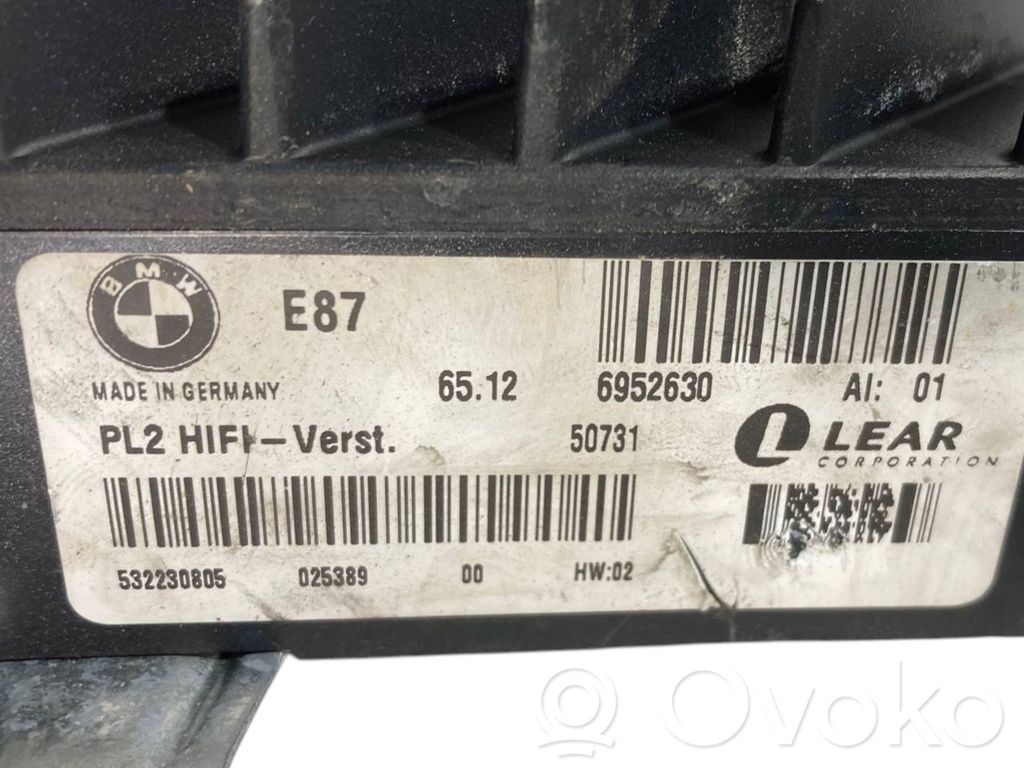 BMW
E87
MADE IN GERMANY
65.12 6952630 AI: 01
PL2 HIFI-Verst. 50731 LEAR
CORPORATION
532230805 025389 00 HW:02
Ovoko